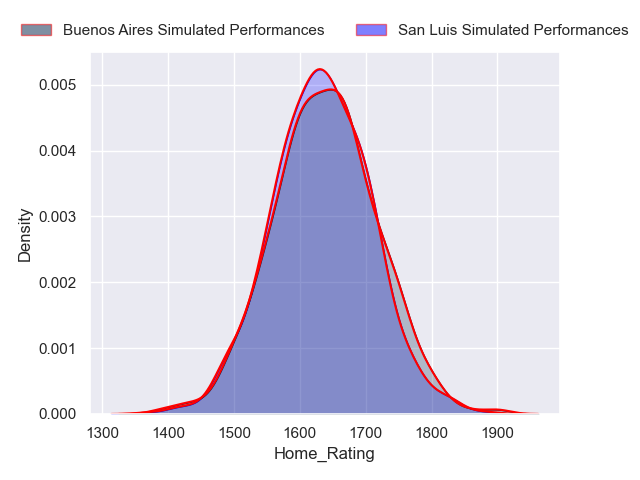 Buenos Aires Simulated Performances
San Luis Simulated Performances
0.005
0.004
0.003
0.002
0.001
0.000
Density
1300 1400 1500 1600 1700 1800 1900
Home_Rating